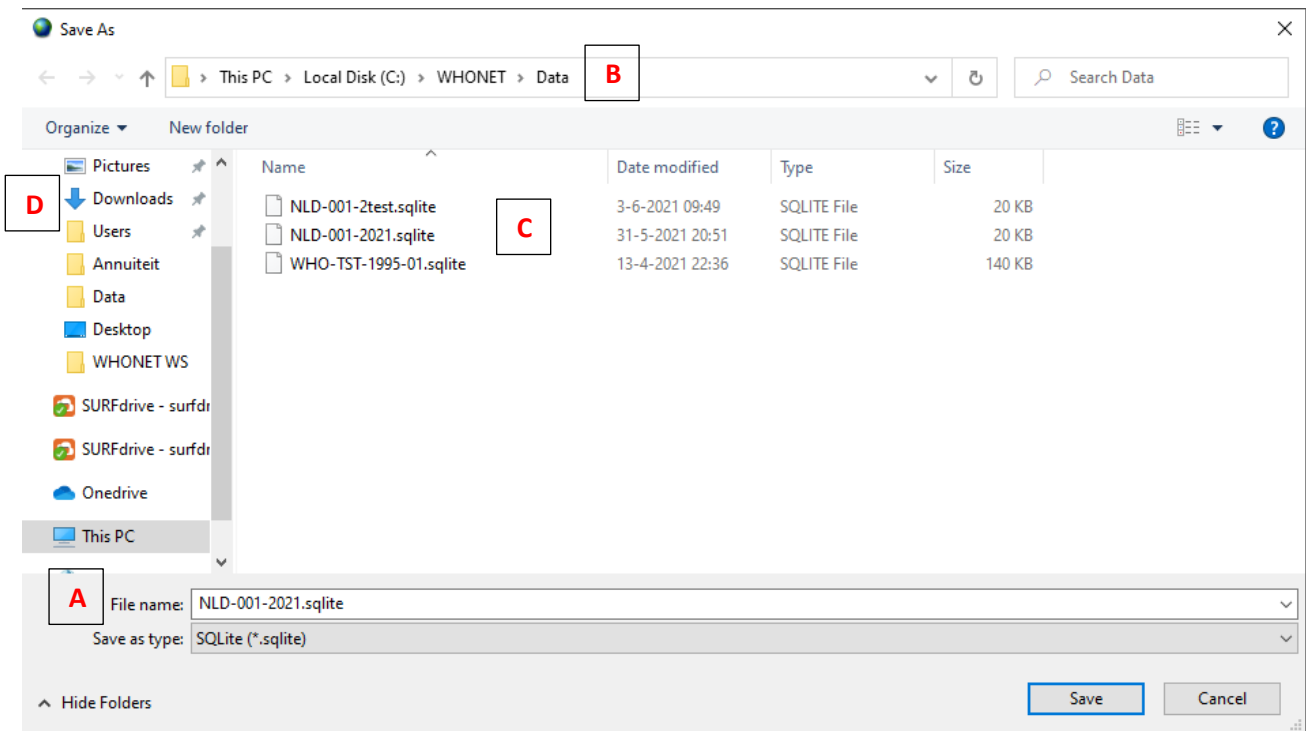 Save As
This PC > Local Disk (C:) > WHONET > Data B Search Data
Organize New folder ?
Pictures
D Downloads
Users
Annuiteit
Data
Desktop
WHONET WS
SURFdrive - surfdr
SURFdrive - surfdr
Onedrive
This PC
Name Date modified Type Size
NLD-001-2test.sqlite 3-6-2021 09:49 SQLITE File 20 KB
C
NLD-001-2021.sqlite 31-5-2021 20:51 SQLITE File 20 KB
WHO-TST-1995-01.sqlite 13-4-2021 22:36 SQLITE File 140 KB
A File name: NLD-001-2021.sqlite
Save as type: SQLite (*.sqlite)
Hide Folders Save Cancel